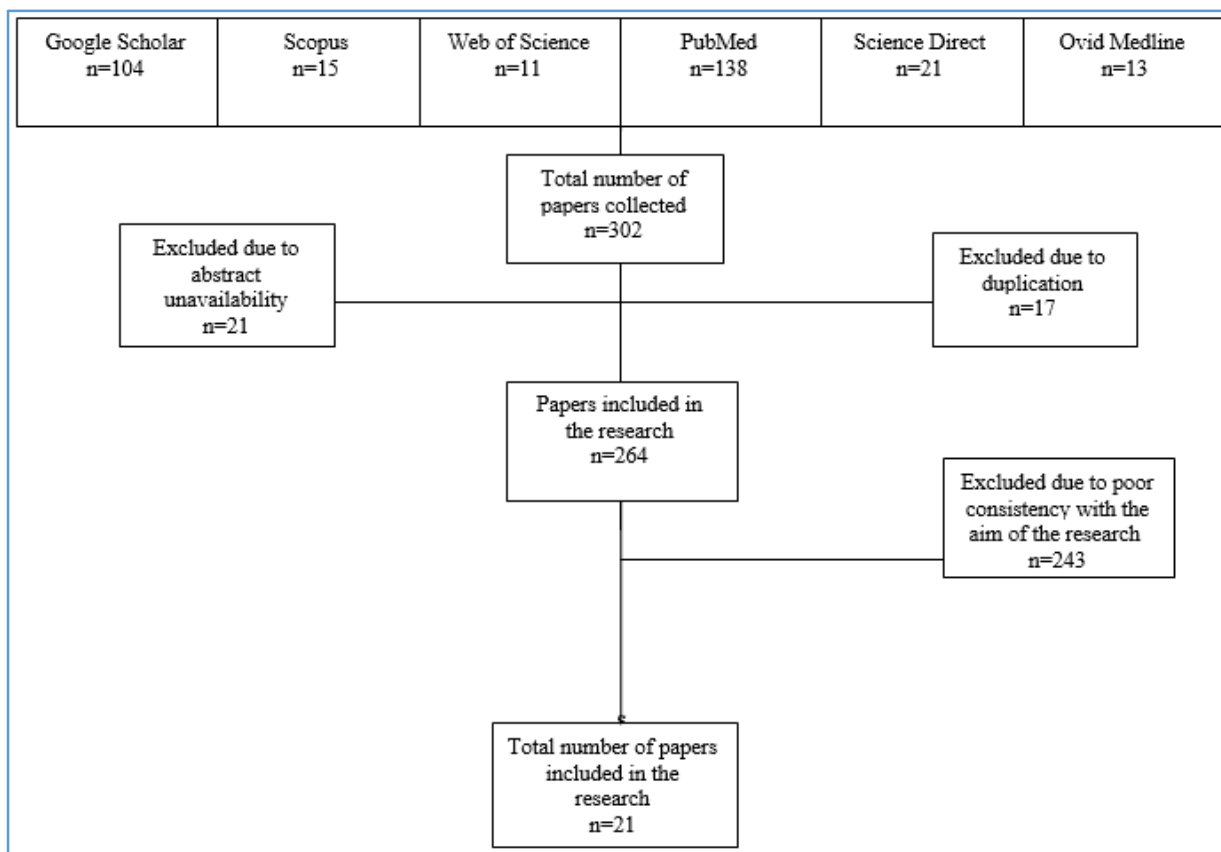 Google Scholar
n=104
Scopus
n=15
Web of Science
n=11
PubMed
n=138
Science Direct
n=21
Ovid Medline
n=13
Total number of
papers collected
n=302
Excluded due to
abstract
unavailability
n=21
Excluded due to
duplication
n=17
Papers included in
the research
n=264
Excluded due to poor
consistency with the
aim of the research
n=243
s
Total number of papers
included in the
research
n=21